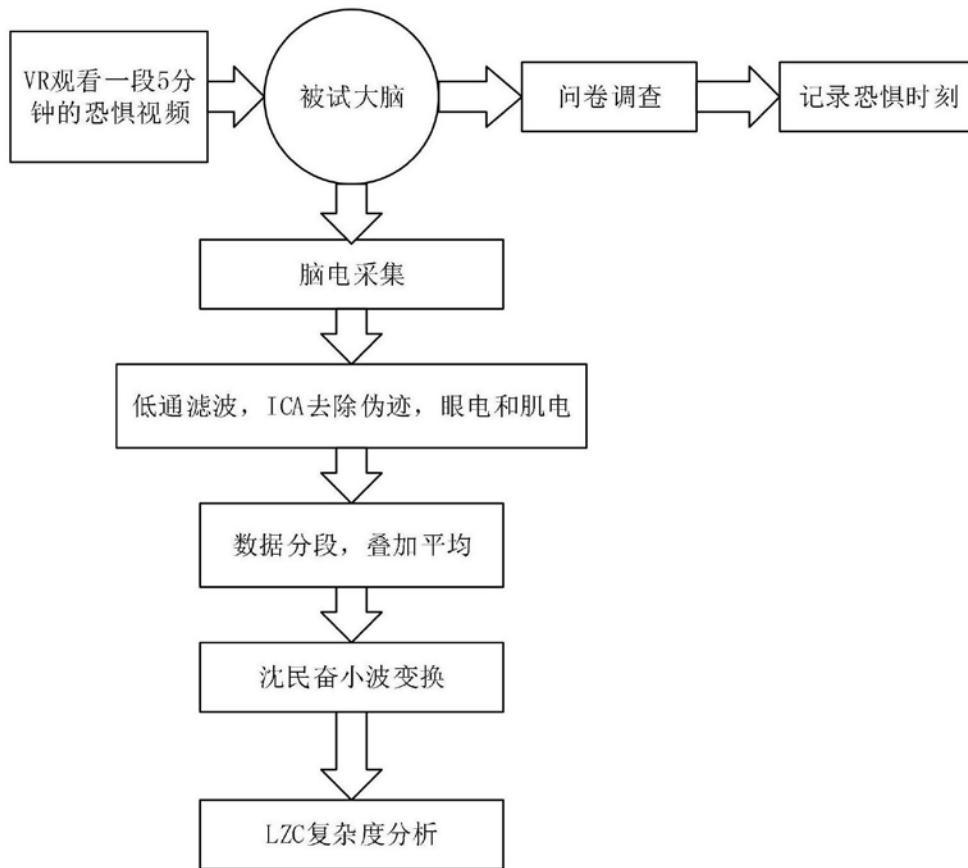 VR观看一段5分
钟的恐惧视频
被试大脑
问卷调查
记录恐惧时刻
脑电采集
低通滤波，ICA去除伪迹，眼电和肌电
数据分段，叠加平均
沈民奋小波变换
LZC复杂度分析